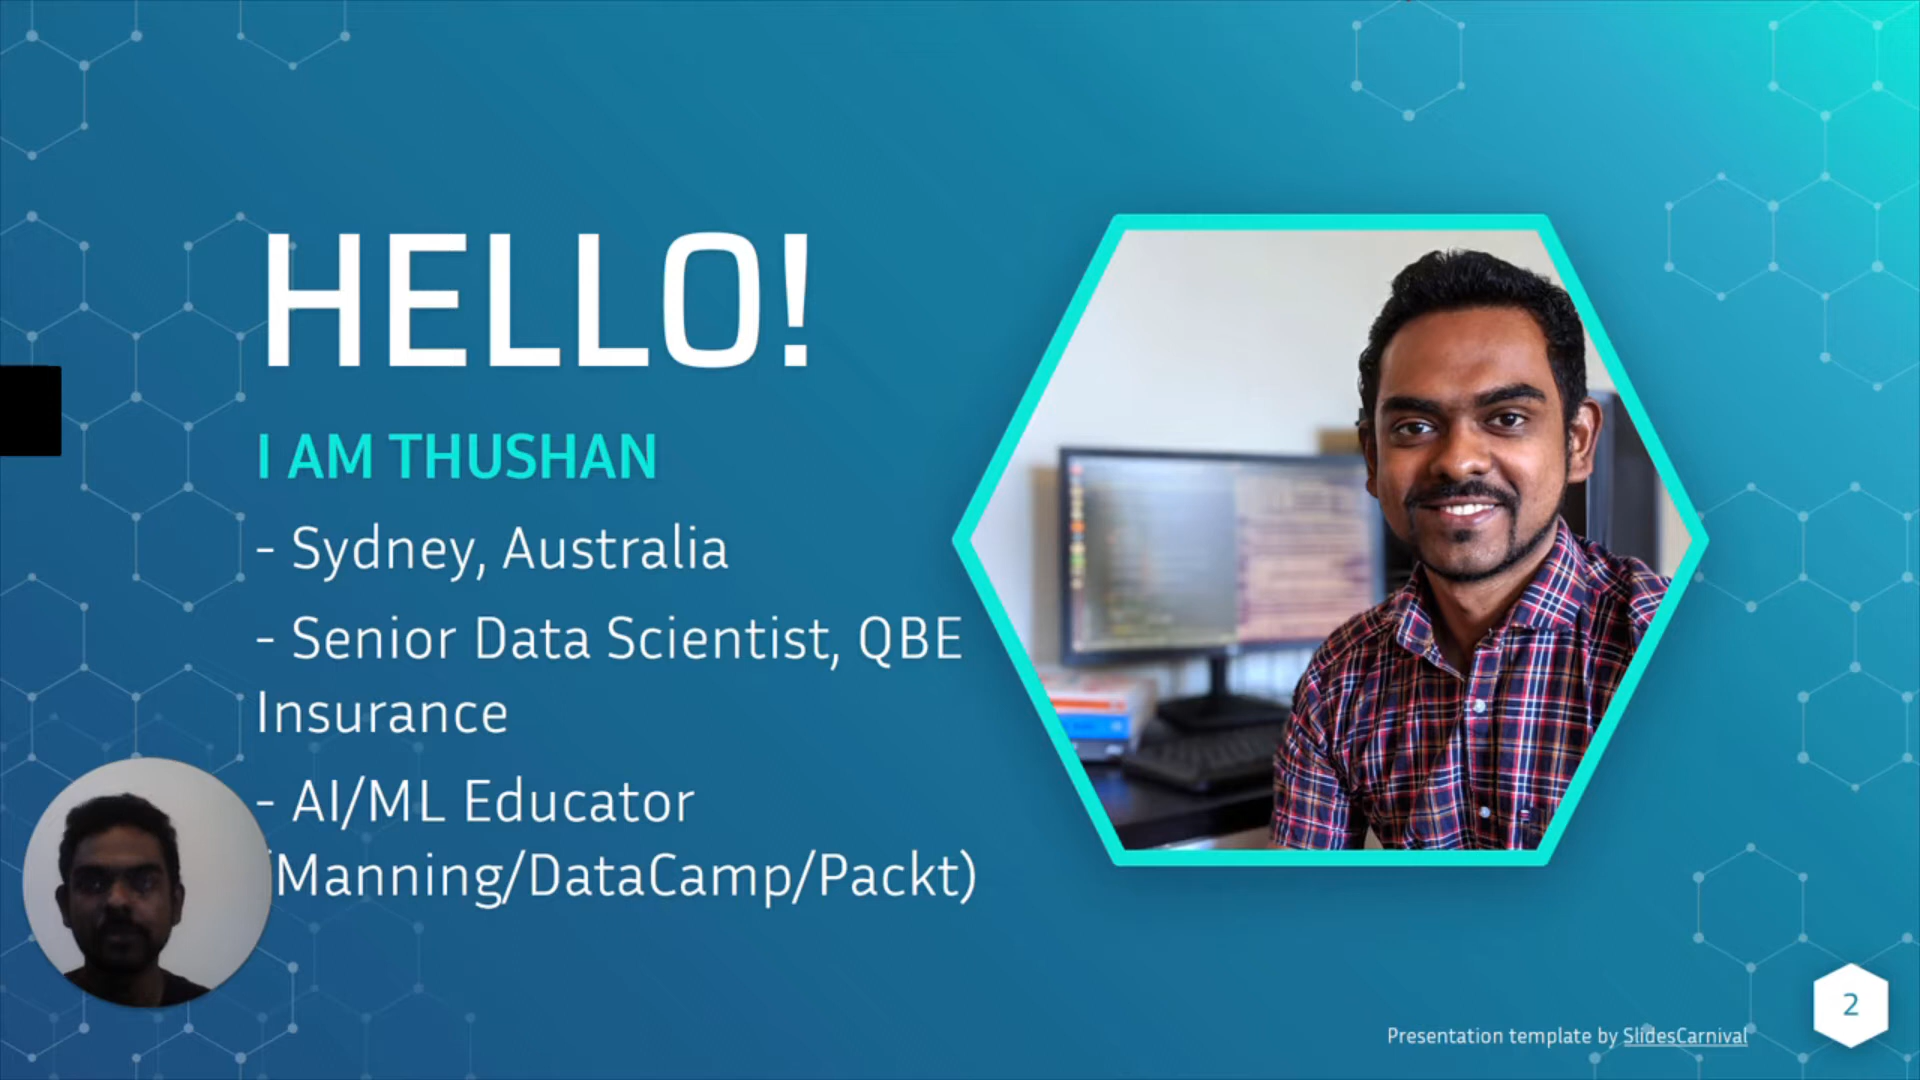 HELLO!
I AM THUSHAN
- Sydney, Australia
- Senior Data Scientist, QBE
Insurance
- AI/ML Educator
(Manning/DataCamp/Packt)
Presentation template by SlidesCarnival
2